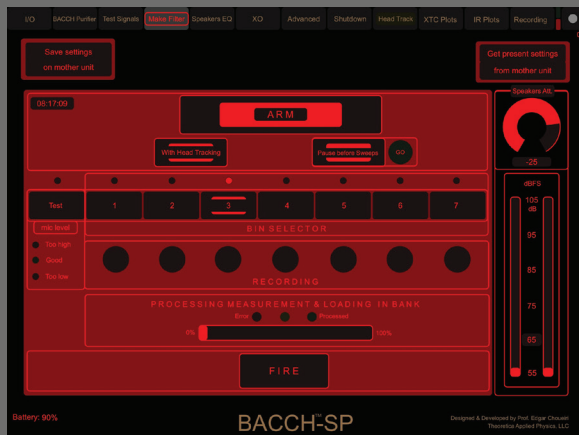 I/O BACCH Purifier Test Signals Make Filter Speakers EQ XO Advanced Shutdown Head Track XTC Plots IR Plots Recording
Save settings
on mother unit
Get present settings
from mother unit
06:17:09
ARM
Speakers Att.
With Head Tracking Pause before Sweeps GO
-25
Test 1 2 3 4 5 6 7
dBFS
105
dB
95
85
75
65
55
mic level
BIN SELECTOR
Too high
Good
Too low
RECORDING
PROCESSING MEASUREMENT & LOADING IN BANK
Error Processed
0% 100%
FIRE
Battery: 90%
BACCH™-SP
Designed & Developed by Prof. Edgar Choueiri
Theoretica Applied Physics, LLC